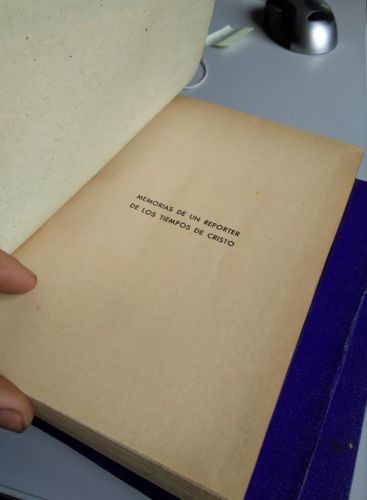 MEMORIAS DE UN REPORTER
DE LOS TIEMPOS DE CRISTO